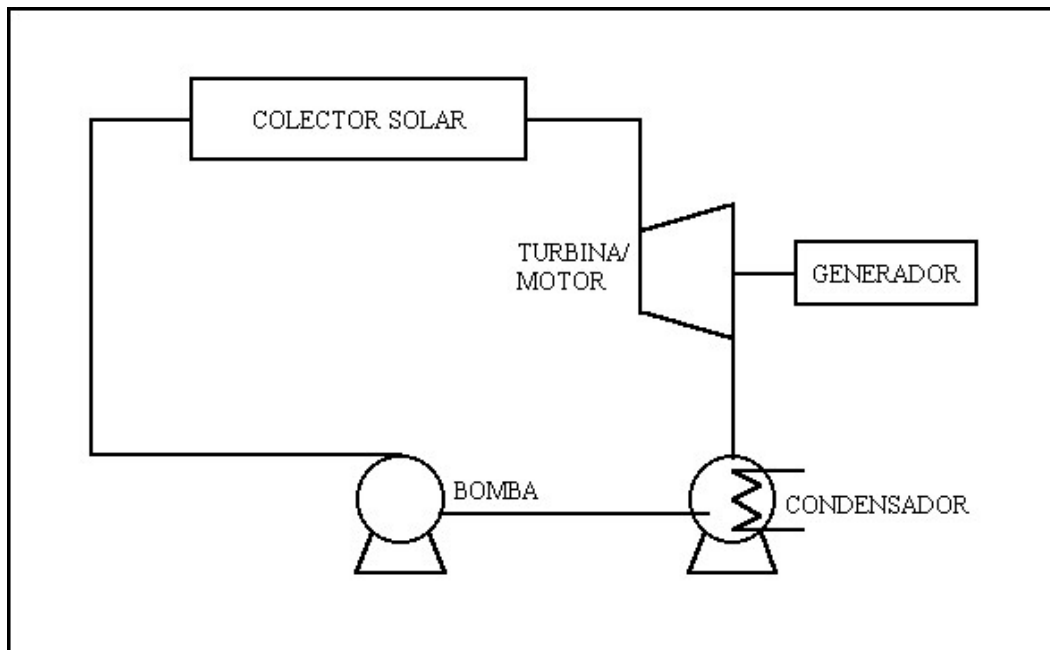 COLECTOR SOLAR
TURBINA/
MOTOR
GENERADOR
BOMBA
CONDENSADOR